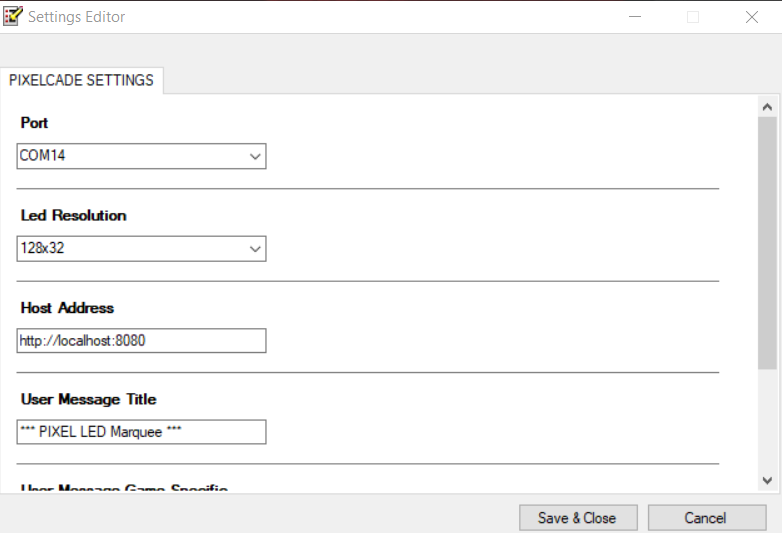 Settings Editor
PIXELCADE SETTINGS
Port
COM14
Led Resolution
128x32
Host Address
http://localhost:8080
User Message Title
*** PIXEL LED Marquee ***
User Message Game Specific
Save & Close
Cancel